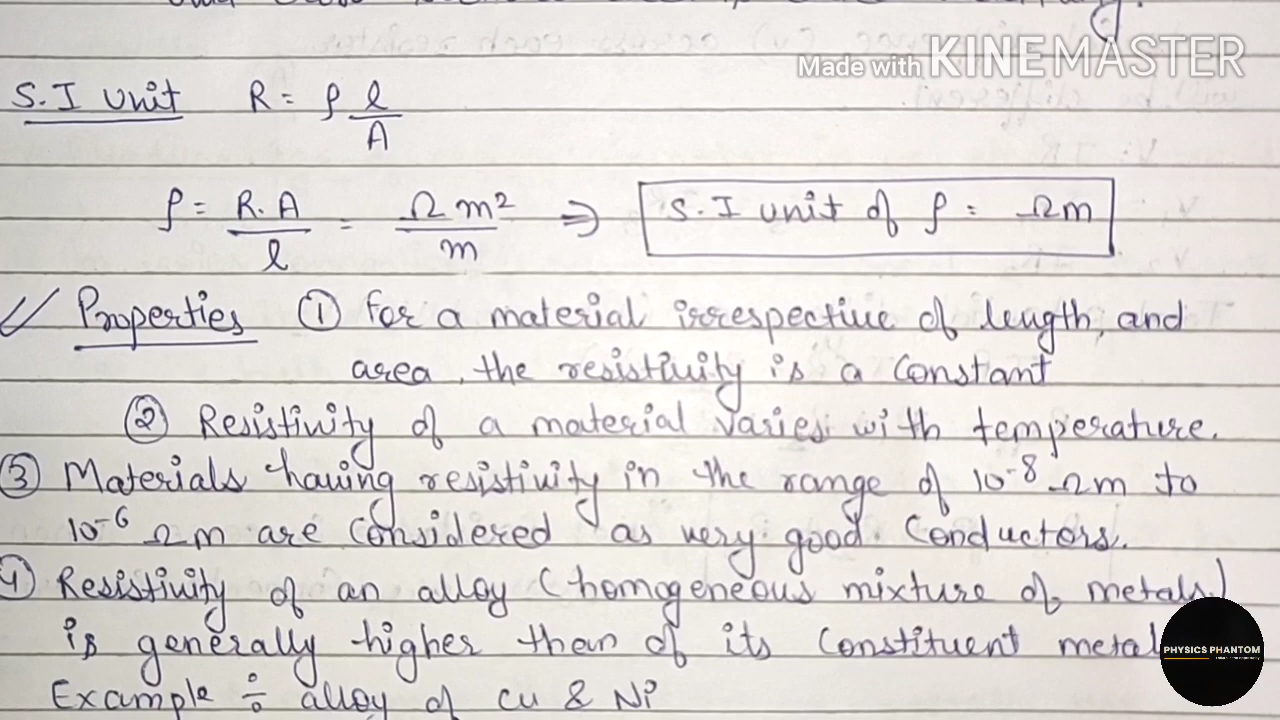 Made with KINEMASTER
S.I unit R = ρ l/A
ρ = R.A/l = Ω m²/m ⇒ S.I unit of ρ = Ωm
Properties ① For a material irrespective of length, and
area, the resistivity is a constant
② Resistivity of a material varies with temperature.
③ Materials having resistivity in the range of 10⁻⁸ Ωm to
10⁻⁶ Ωm are considered as very good conductors.
④ Resistivity of an alloy (homogeneous mixture of metals)
is generally higher than of its constituent metal
Example ÷ alloy of Cu & Ni
PHYSICS PHANTOM